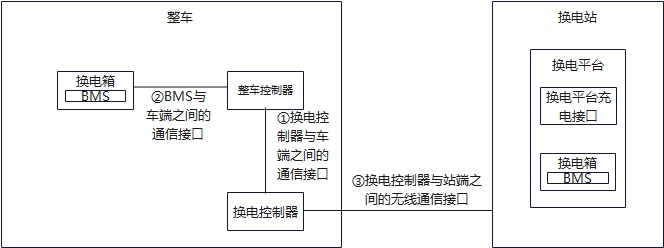 整车
换电箱
BMS
②BMS与
车端之间的
通信接口
整车控制器
①换电控
制器与车
端之间的
通信接口
换电控制器
③换电控制器与站端之
间的无线通信接口
换电站
换电平台
换电平台充
电接口
换电箱
BMS